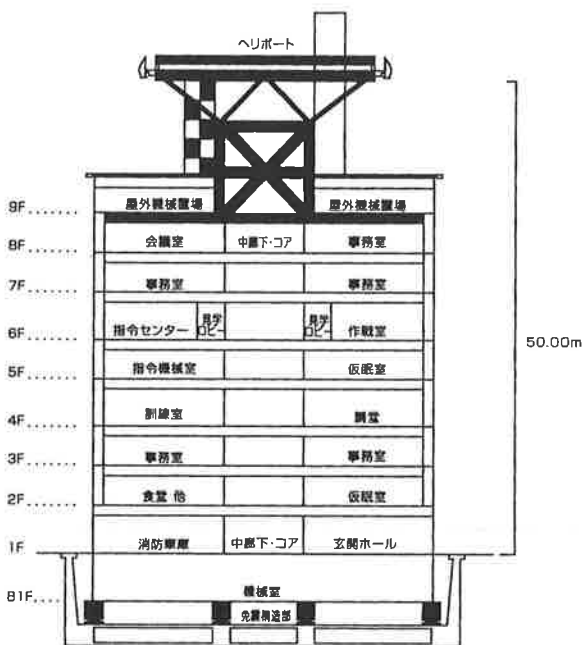 ヘリポート
9F........ 屋外機械置場 屋外機械置場
8F........ 会議室 中廊下・コア 事務室
7F........ 事務室 事務室
6F........ 指令センター 見学ロビー 見学ロビー 作戦室
50.00m
5F........ 指令機械室 仮眠室
4F........ 訓練室 講堂
3F........ 事務室 事務室
2F........ 食堂 他 仮眠室
1F 消防車庫 中廊下・コア 玄関ホール
B1F.... 機械室
免震構造部